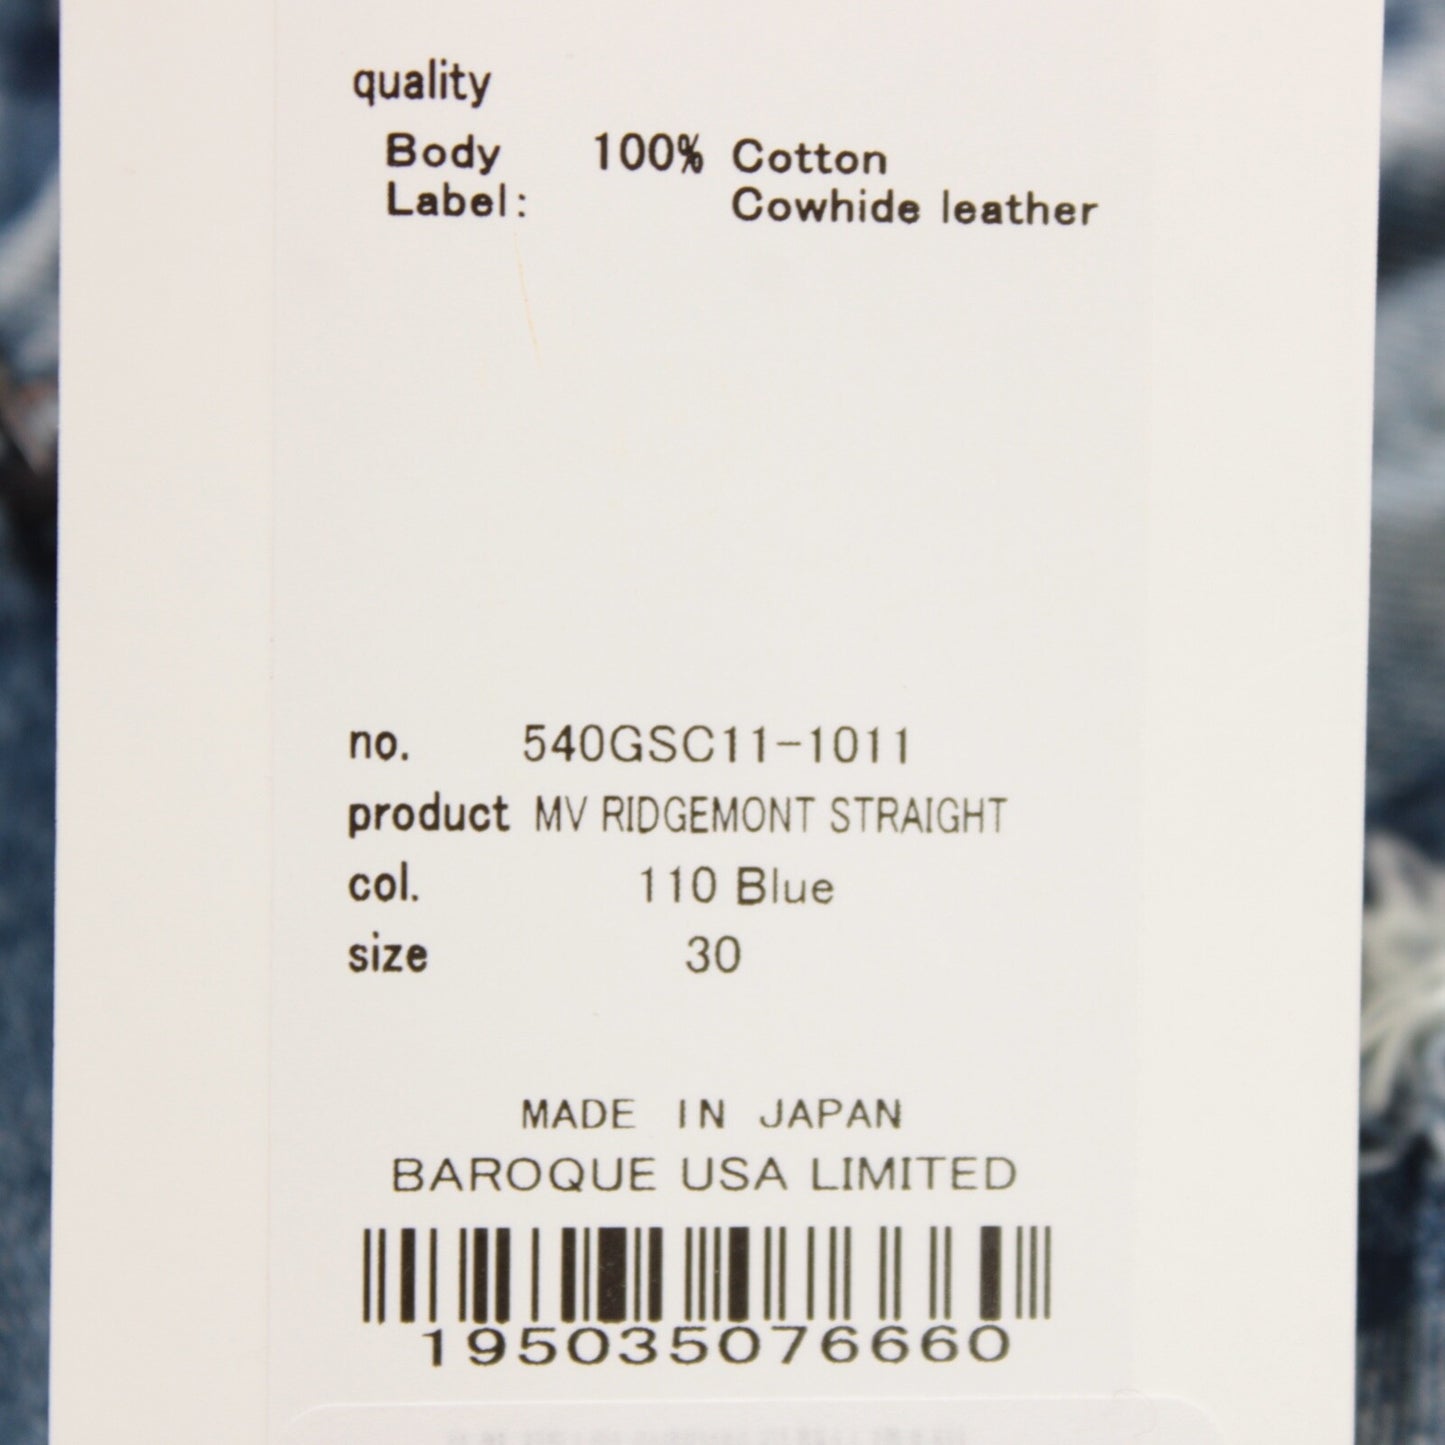 quality
Body 100% Cotton
Label: Cowhide leather
no. 540GSC11-1011
product MV RIDGEMONT STRAIGHT
col. 110 Blue
size 30
MADE IN JAPAN
BAROQUE USA LIMITED
195035076660